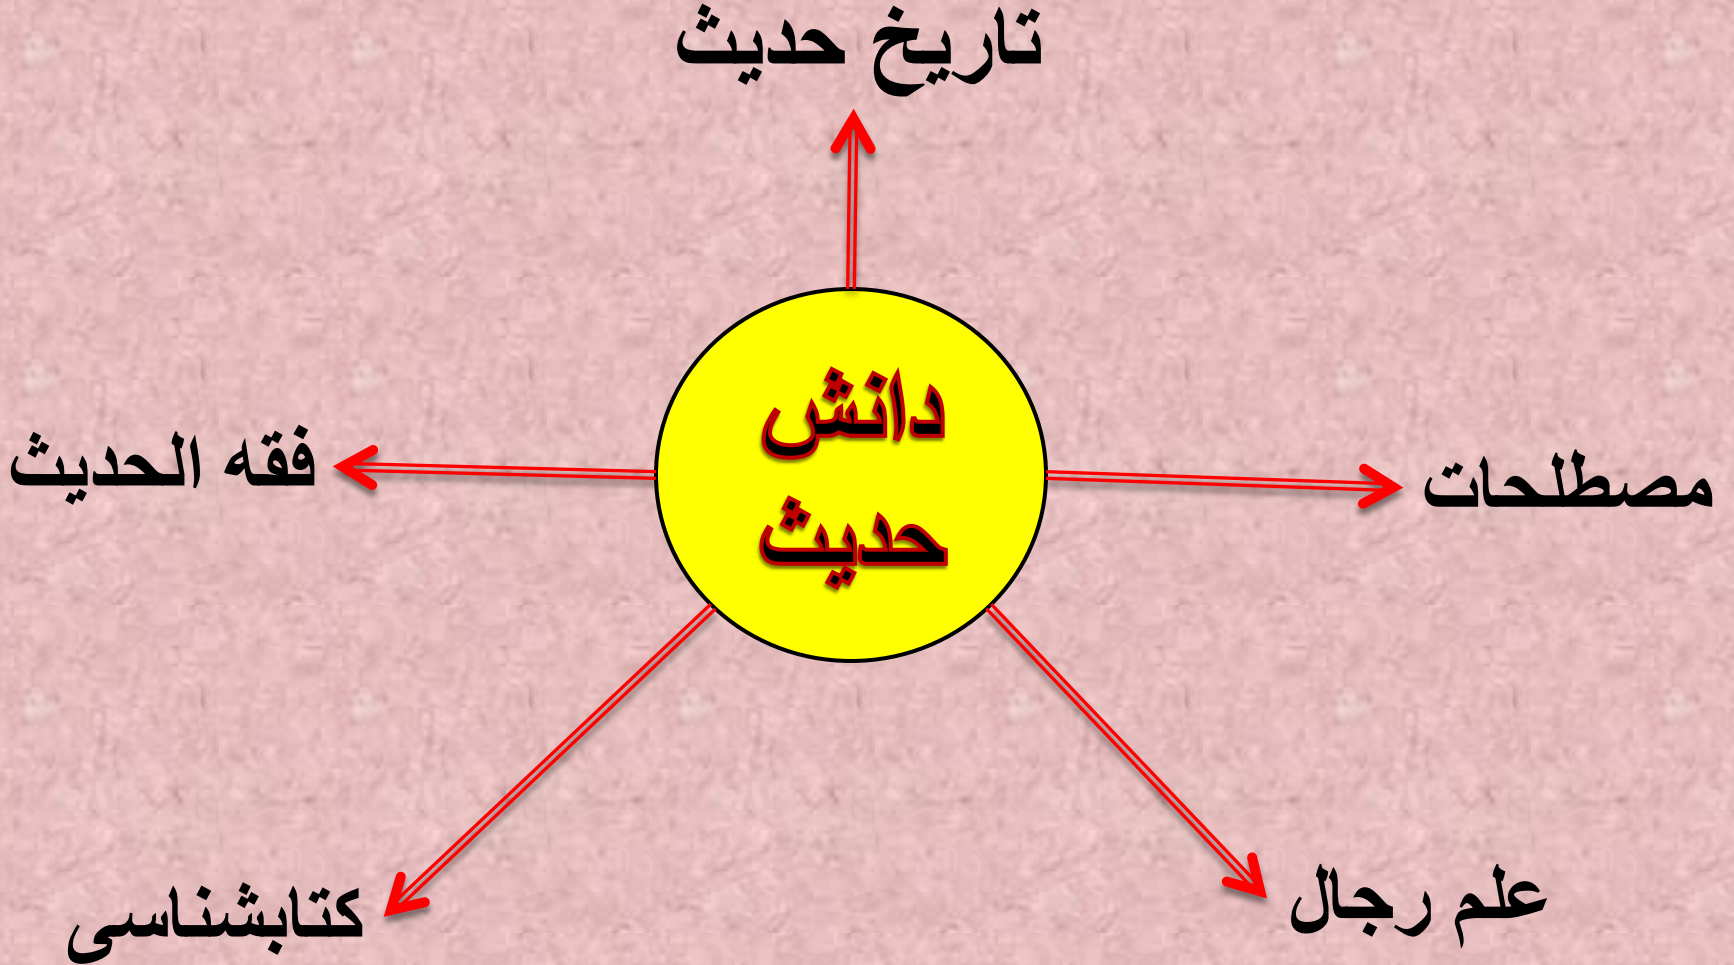 تاریخ حدیث
دانش
حدیث
مصطلحات
فقه الحدیث
علم رجال
کتابشناسی